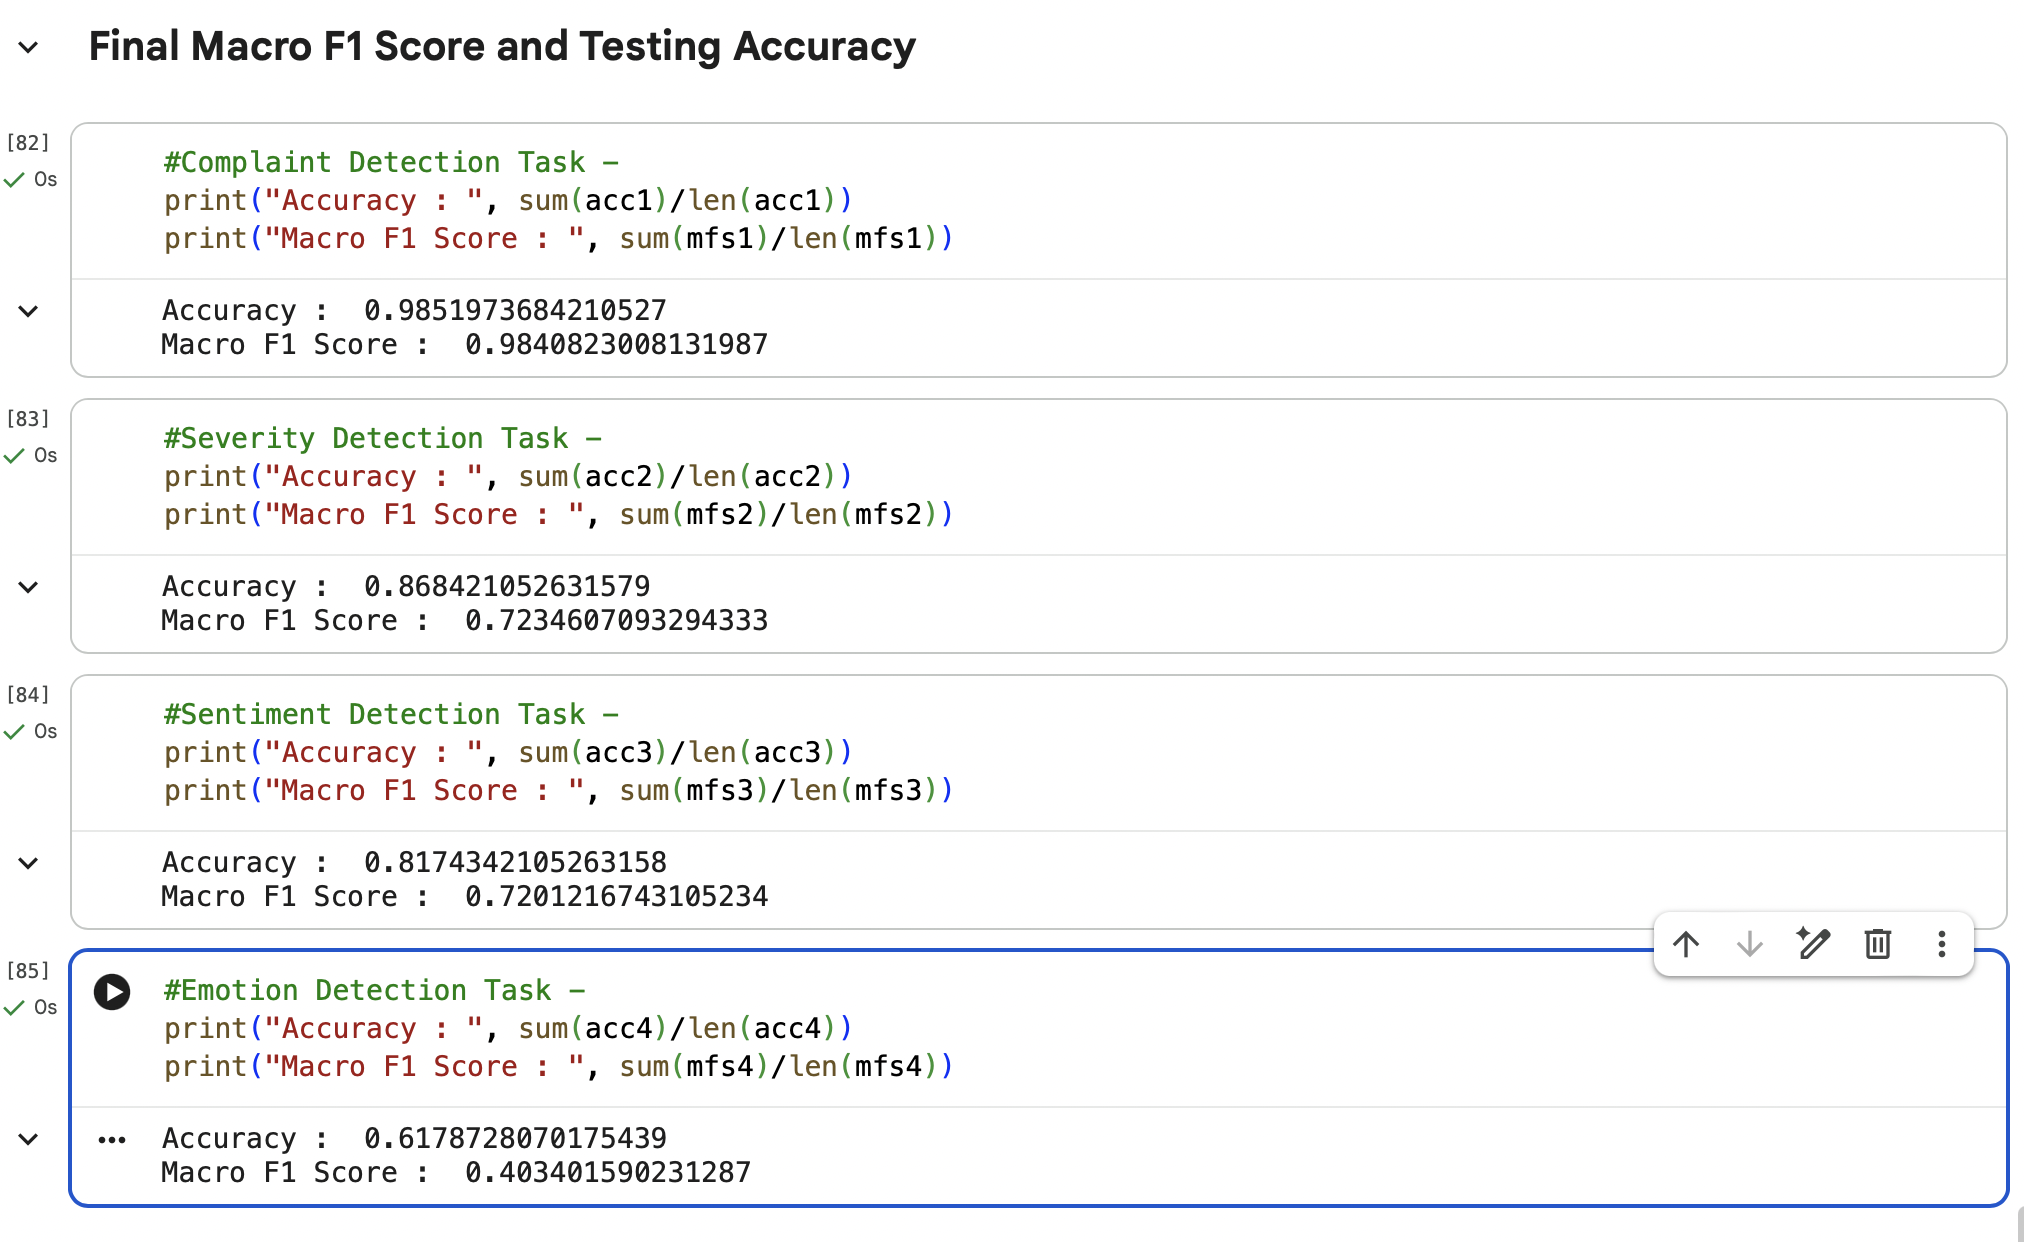 Final Macro F1 Score and Testing Accuracy
[82]
0s
#Complaint Detection Task -
print("Accuracy : ", sum(acc1)/len(acc1))
print("Macro F1 Score : ", sum(mfs1)/len(mfs1))
Accuracy :  0.9851973684210527
Macro F1 Score :  0.9840823008131987
[83]
0s
#Severity Detection Task -
print("Accuracy : ", sum(acc2)/len(acc2))
print("Macro F1 Score : ", sum(mfs2)/len(mfs2))
Accuracy :  0.868421052631579
Macro F1 Score :  0.7234607093294333
[84]
0s
#Sentiment Detection Task -
print("Accuracy : ", sum(acc3)/len(acc3))
print("Macro F1 Score : ", sum(mfs3)/len(mfs3))
Accuracy :  0.8174342105263158
Macro F1 Score :  0.7201216743105234
[85]
0s
#Emotion Detection Task -
print("Accuracy : ", sum(acc4)/len(acc4))
print("Macro F1 Score : ", sum(mfs4)/len(mfs4))
Accuracy :  0.6178728070175439
Macro F1 Score :  0.403401590231287